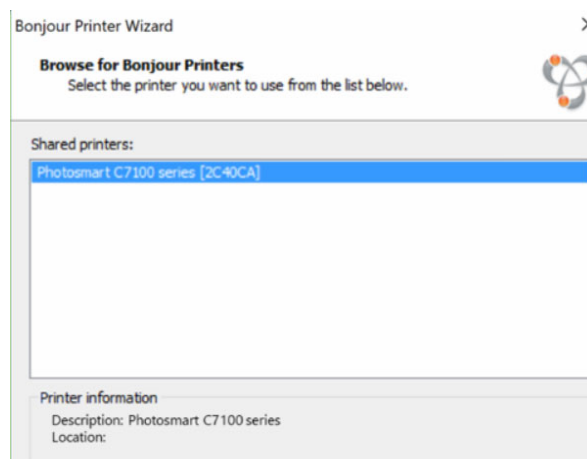 Bonjour Printer Wizard
Browse for Bonjour Printers
Select the printer you want to use from the list below.
Shared printers:
Photosmart C7100 series [2C40CA]
Printer information
Description: Photosmart C7100 series
Location: